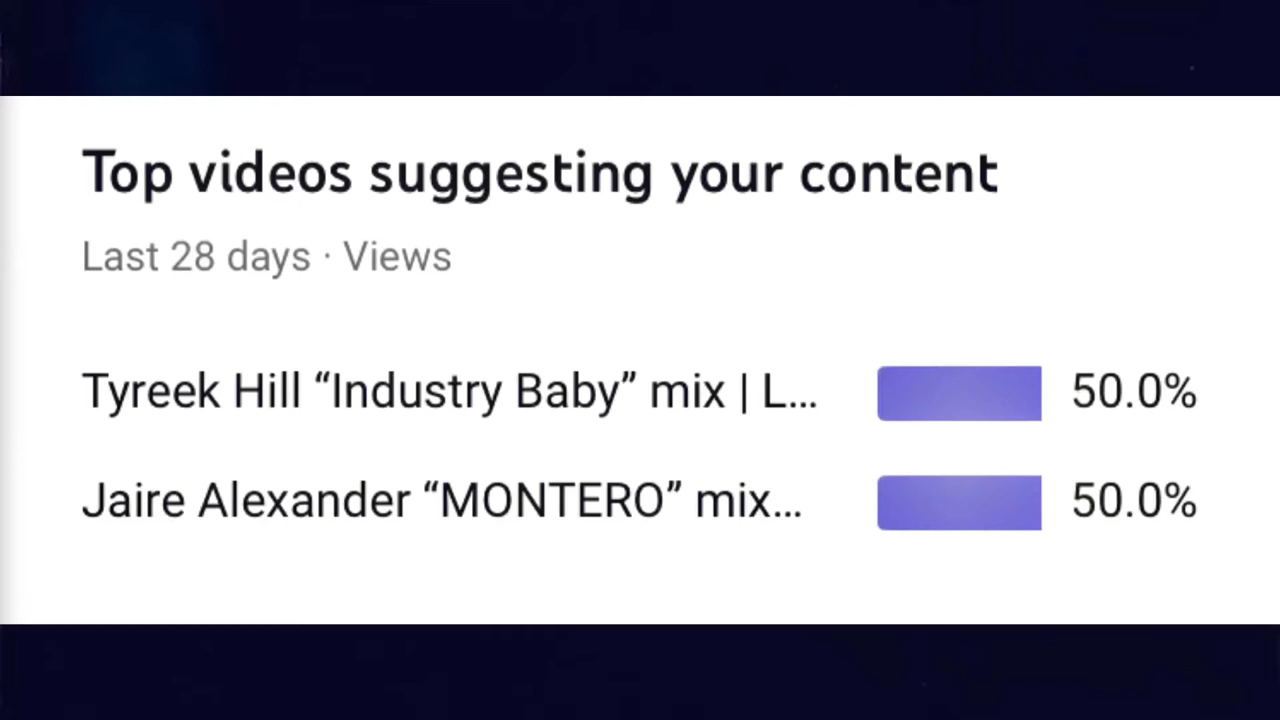 Top videos suggesting your content
Last 28 days · Views
Tyreek Hill “Industry Baby” mix | L... 50.0%
Jaire Alexander “MONTERO” mix... 50.0%